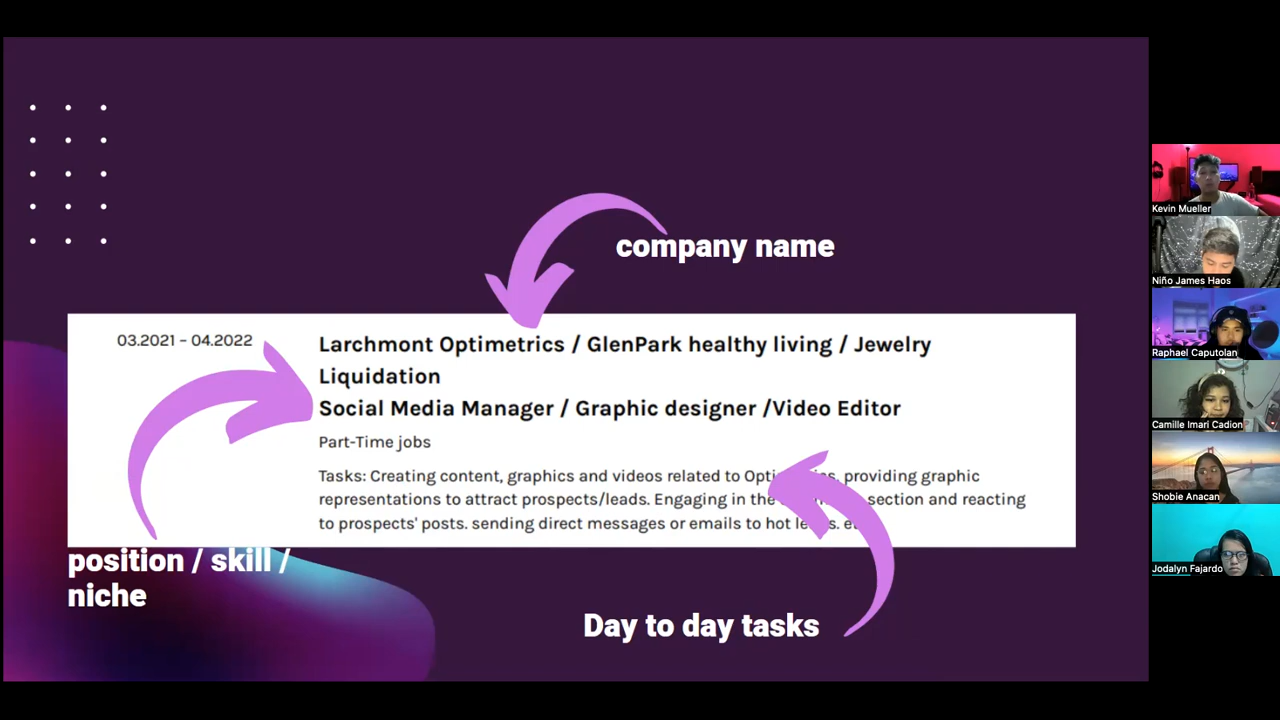 company name
03.2021 – 04.2022
Larchmont Optimetrics / GlenPark healthy living / Jewelry
Liquidation
Social Media Manager / Graphic designer /Video Editor
Part-Time jobs
Tasks: Creating content, graphics and videos related to providing graphic
representations to attract prospects/leads. Engaging in the section and reacting
to prospects' posts. sending direct messages or emails to hot
position / skill /
niche
Day to day tasks
Kevin Mueller
Niño James Haos
Raphael Caputolan
Camille Imari Cadion
Shobie Anacan
Jodalyn Fajardo